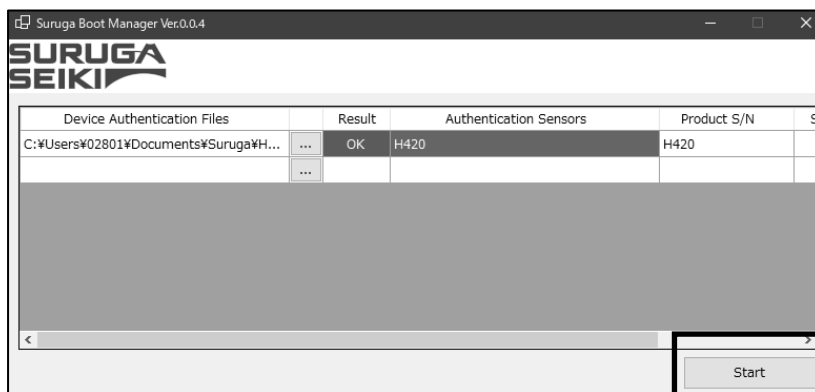 Suruga Boot Manager Ver.0.0.4
SURUGA
SEIKI
Device Authentication Files Result Authentication Sensors Product S/N S
C:¥Users¥02801¥Documents¥Suruga¥H... ... OK H420 H420
...
Start